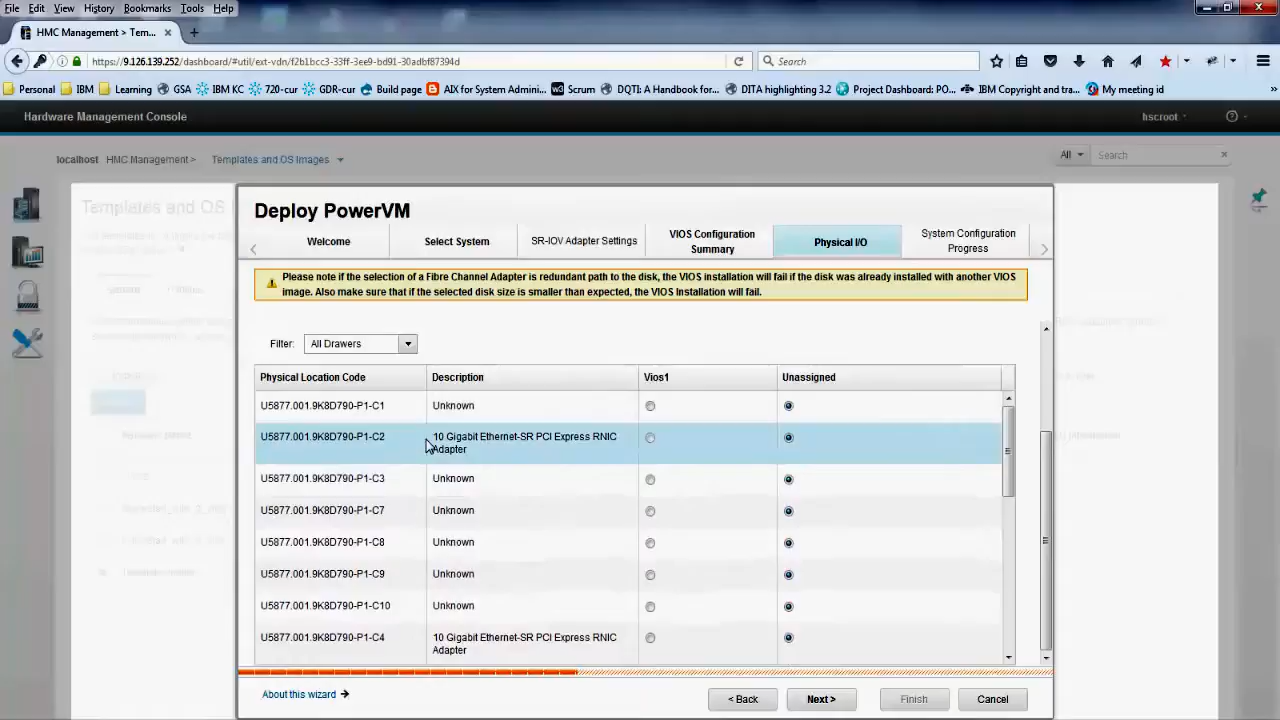 File Edit View History Bookmarks Tools Help
HMC Management > Tem... × +
https://9.126.139.252/dashboard/#util/ext-vdn/f2b1bcc3-33ff-3ee9-bd91-30adbf87394d Search
Personal IBM Learning GSA IBM KC 720-cur GDR-cur Build page AIX for System Admini... Scrum DQTI: A Handbook for... DITA highlighting 3.2 Project Dashboard: PO... IBM Copyright and tra... My meeting id »
Hardware Management Console hscroot
localhost HMC Management > Templates and OS Images All Search
Templates and OS I
Deploy PowerVM
Welcome
Select System
SR-IOV Adapter Settings
VIOS Configuration
Summary
Physical I/O
System Configuration
Progress
Please note if the selection of a Fibre Channel Adapter is redundant path to the disk, the VIOS installation will fail if the disk was already installed with another VIOS
image. Also make sure that if the selected disk size is smaller than expected, the VIOS Installation will fail.
Filter: All Drawers
Physical Location Code Description Vios1 Unassigned
U5877.001.9K8D790-P1-C1 Unknown
U5877.001.9K8D790-P1-C2 10 Gigabit Ethernet-SR PCI Express RNIC
Adapter
U5877.001.9K8D790-P1-C3 Unknown
U5877.001.9K8D790-P1-C7 Unknown
U5877.001.9K8D790-P1-C8 Unknown
U5877.001.9K8D790-P1-C9 Unknown
U5877.001.9K8D790-P1-C10 Unknown
U5877.001.9K8D790-P1-C4 10 Gigabit Ethernet-SR PCI Express RNIC
Adapter
About this wizard < Back Next > Finish Cancel